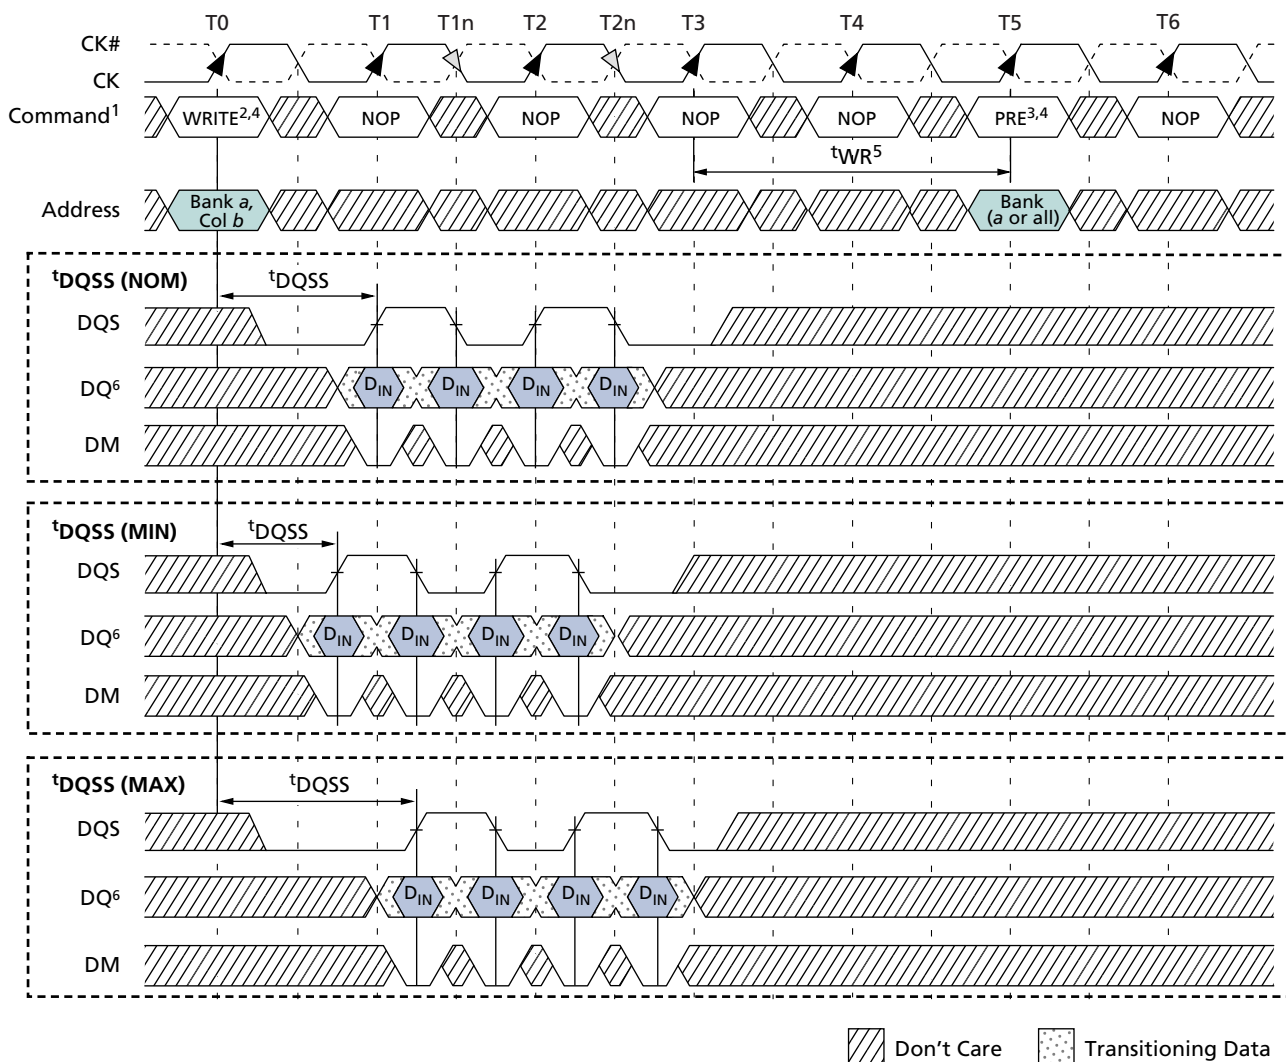 T0 T1 T1n T2 T2n T3 T4 T5 T6
CK#
CK
Command1 WRITE2,4 NOP NOP NOP NOP PRE3,4 NOP
tWR5
Address Bank a, Col b Bank (a or all)
tDQSS (NOM) tDQSS
DQS
DQ6 DIN DIN DIN DIN
DM
tDQSS (MIN) tDQSS
DQS
DQ6 DIN DIN DIN DIN
DM
tDQSS (MAX) tDQSS
DQS
DQ6 DIN DIN DIN DIN
DM
Don't Care Transitioning Data